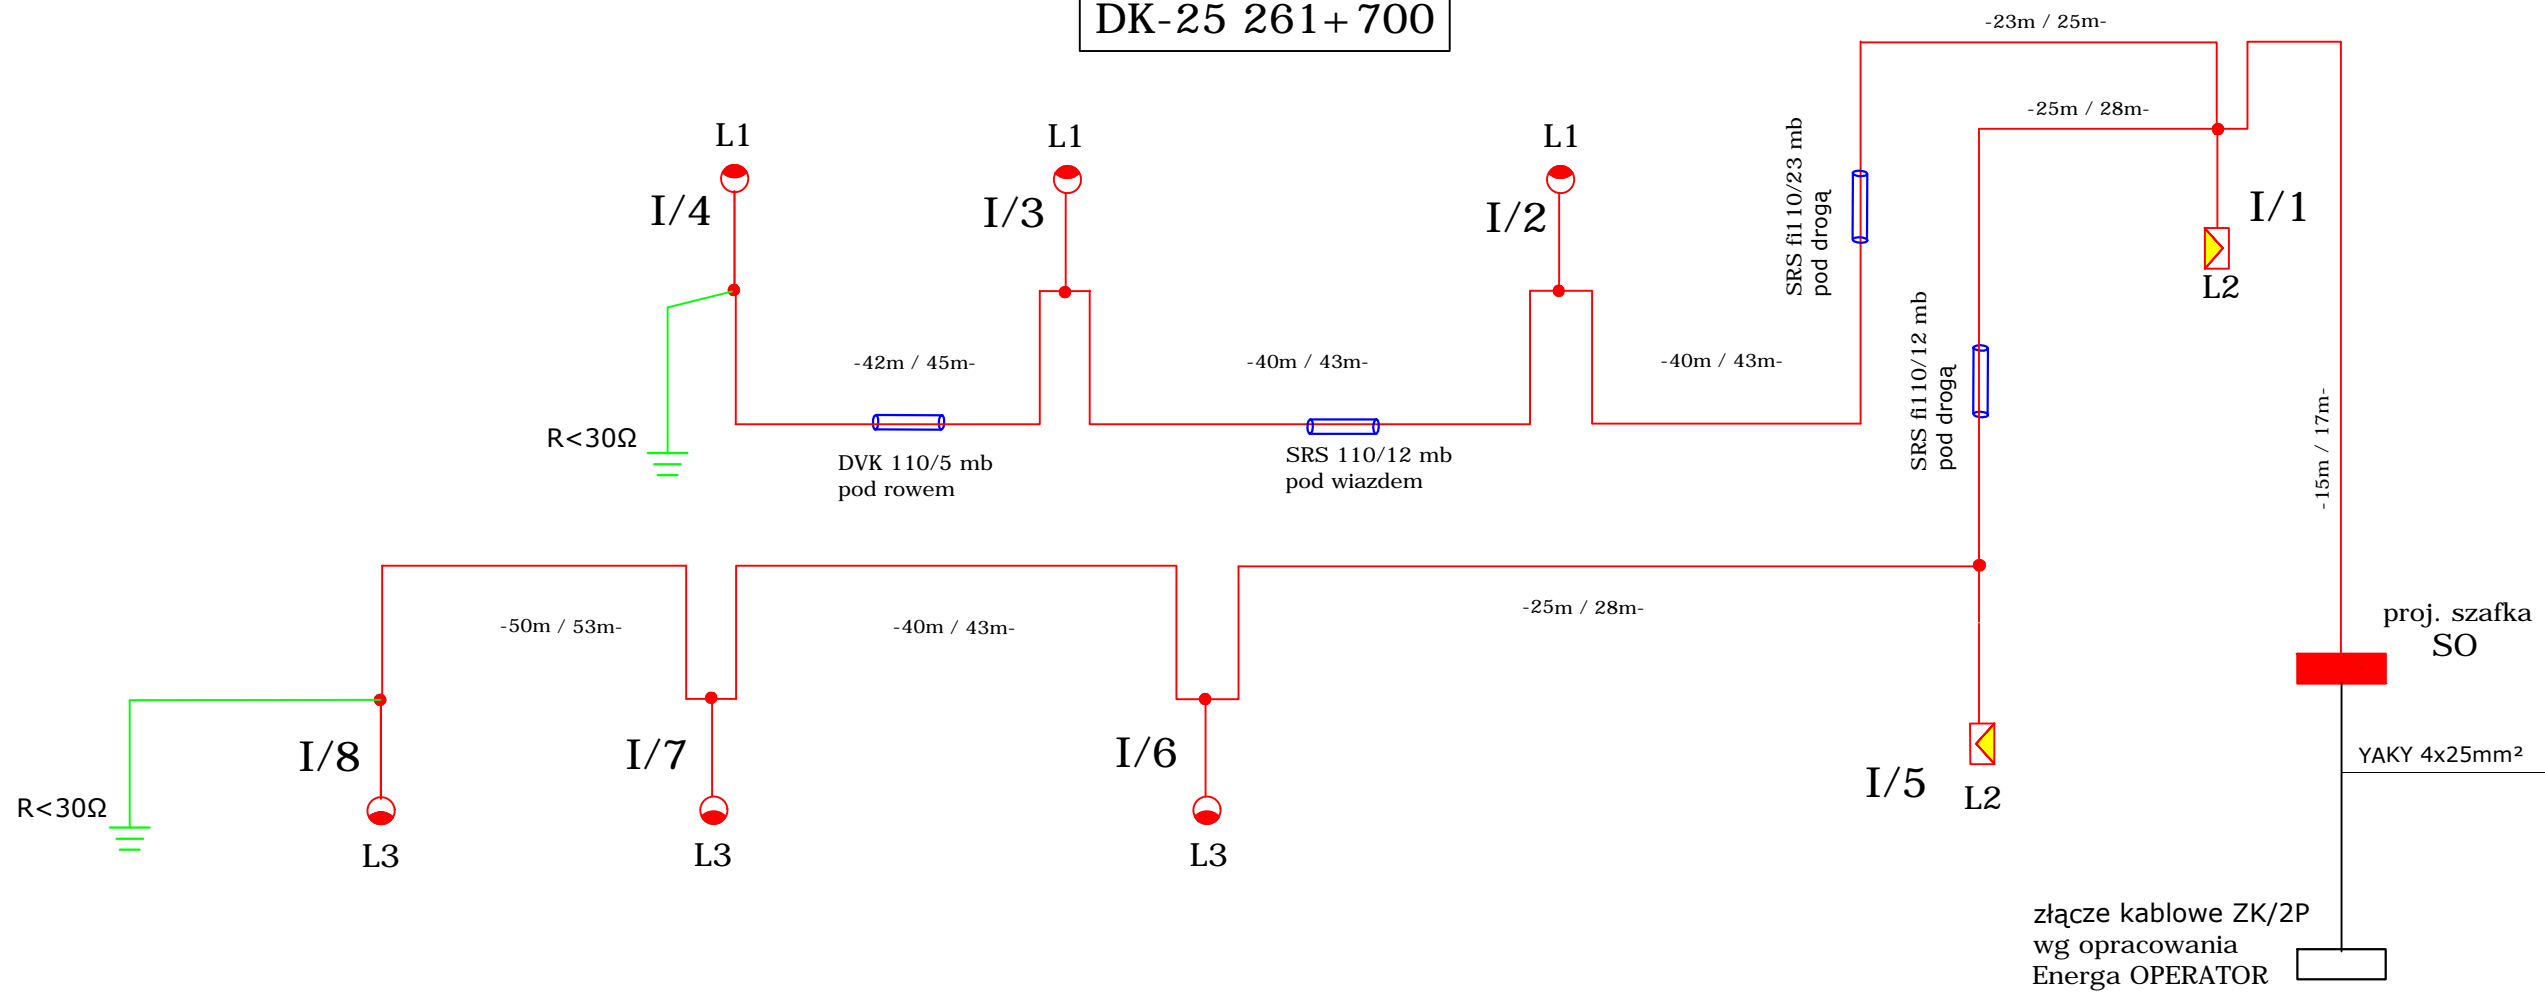 DK-25 261+700
-23m / 25m-
-25m / 28m-
L1
L1
L1
I/4
I/3
I/2
I/1
L2
SRS fi110/23 mb
pod drogą
SRS fi110/12 mb
pod drogą
-42m / 45m-
-40m / 43m-
-40m / 43m-
-15m / 17m-
R<30Ω
DVK 110/5 mb
pod rowem
SRS 110/12 mb
pod wiazdem
-50m / 53m-
-40m / 43m-
-25m / 28m-
proj. szafka
SO
I/8
I/7
I/6
I/5
L2
YAKY 4x25mm²
R<30Ω
L3
L3
L3
złącze kablowe ZK/2P
wg opracowania
Energa OPERATOR